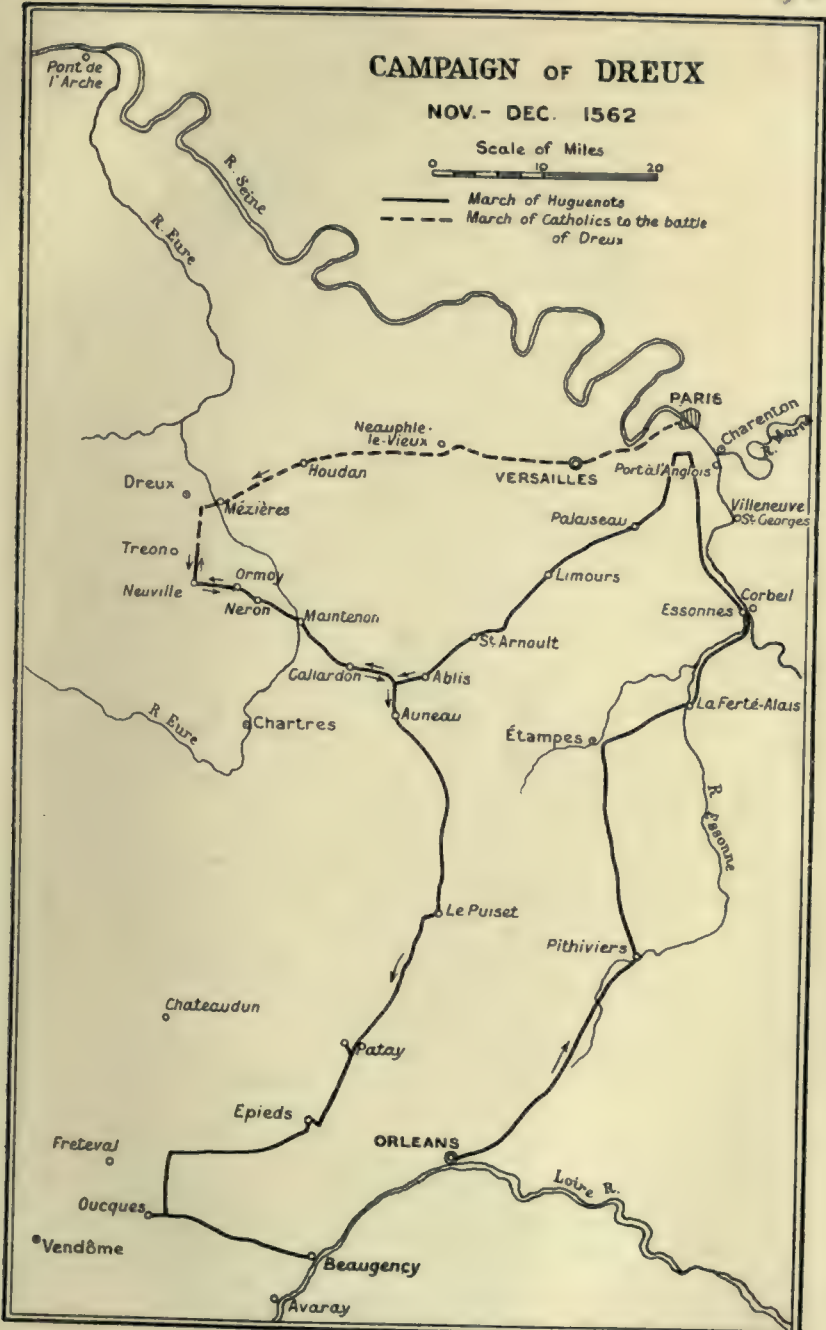 CAMPAIGN OF DREUX
NOV.- DEC. 1562
Scale of Miles
0 10 20
March of Huguenots
March of Catholics to the battle
of Dreux
Pont de
l'Arche
R. Seine
R. Eure
PARIS
Charenton
R. Marne
Neauphle-
le-Vieux
Houdan
VERSAILLES
Port à l'Anglois
Dreux
Mézières
Villeneuve
St Georges
Palaiseau
Treon
Limours
Neuville
Ormoy
Neron
Maintenon
Essonnes
Corbeil
St Arnoult
Gallardon
Ablis
La Ferté-Alais
R. Eure
Chartres
Auneau
Étampes
R. Essonne
Le Puiset
Pithiviers
Chateaudun
Patay
Epieds
ORLEANS
Freteval
Loire R.
Oucques
Vendôme
Beaugency
Avaray